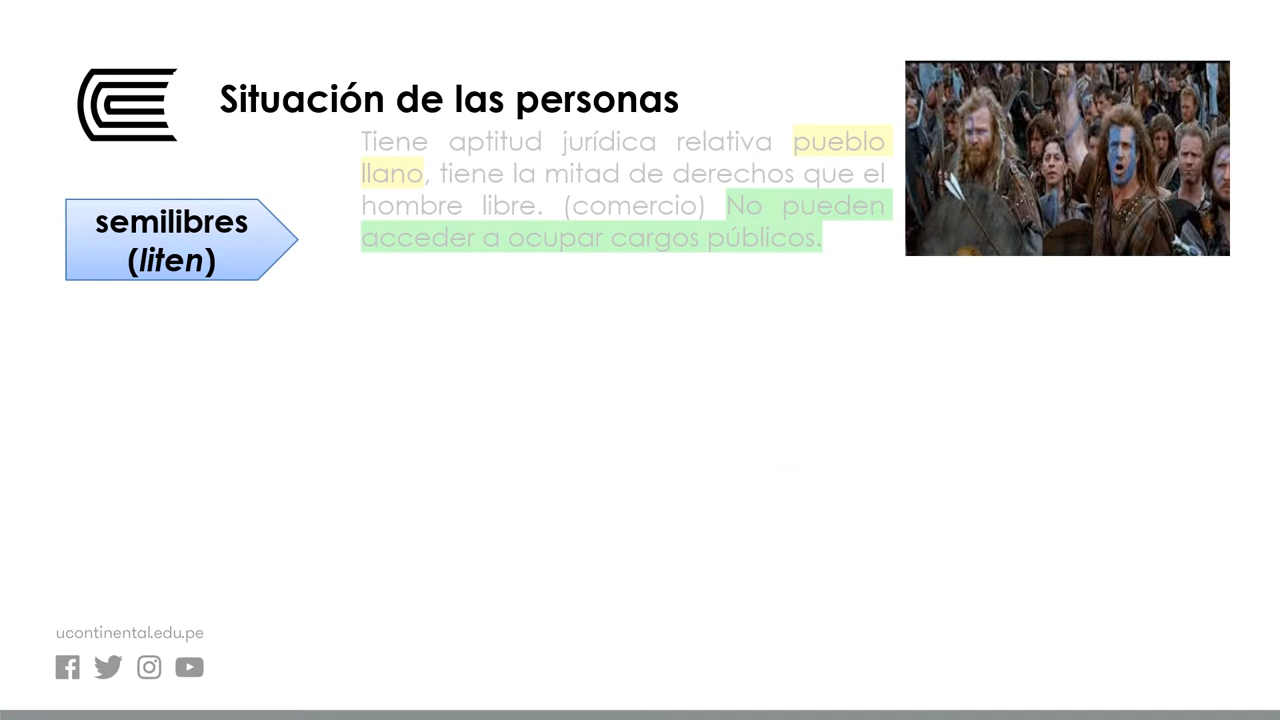 Situación de las personas
Tiene aptitud jurídica relativa pueblo
llano, tiene la mitad de derechos que el
hombre libre. (comercio) No pueden
acceder a ocupar cargos públicos.
semilibres
(liten)
ucontinental.edu.pe